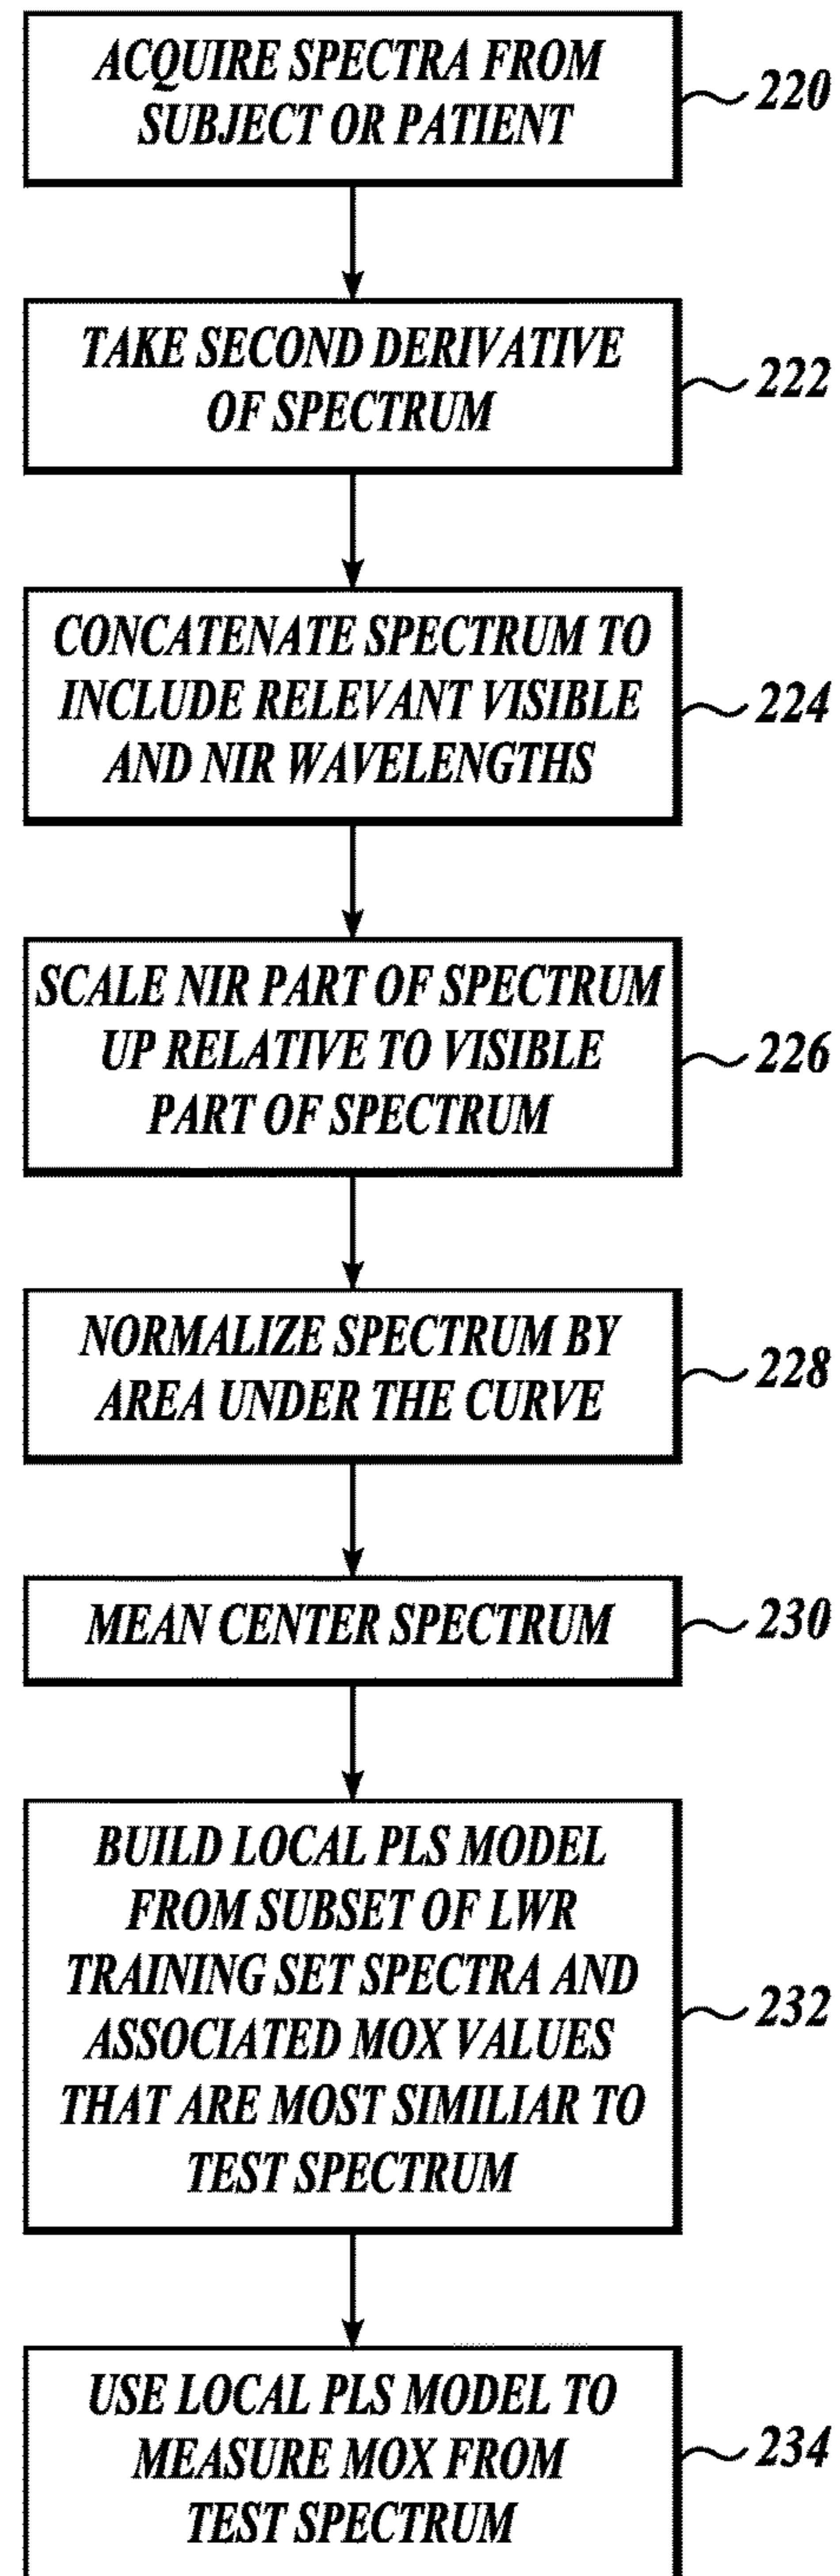 ACQUIRE SPECTRA FROM
SUBJECT OR PATIENT
220
TAKE SECOND DERIVATIVE
OF SPECTRUM
222
CONCATENATE SPECTRUM TO
INCLUDE RELEVANT VISIBLE
AND NIR WAVELENGTHS
224
SCALE NIR PART OF SPECTRUM
UP RELATIVE TO VISIBLE
PART OF SPECTRUM
226
NORMALIZE SPECTRUM BY
AREA UNDER THE CURVE
228
MEAN CENTER SPECTRUM
230
BUILD LOCAL PLS MODEL
FROM SUBSET OF LWR
TRAINING SET SPECTRA AND
ASSOCIATED MOX VALUES
THAT ARE MOST SIMILIAR TO
TEST SPECTRUM
232
USE LOCAL PLS MODEL TO
MEASURE MOX FROM
TEST SPECTRUM
234